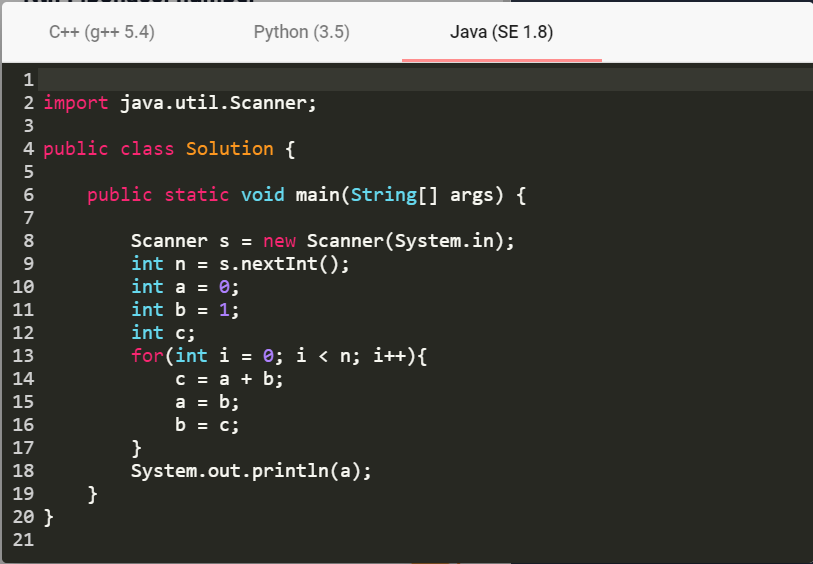 C++ (g++ 5.4) Python (3.5) Java (SE 1.8)
1
2 import java.util.Scanner;
3
4 public class Solution {
5
6     public static void main(String[] args) {
7
8         Scanner s = new Scanner(System.in);
9         int n = s.nextInt();
10         int a = 0;
11         int b = 1;
12         int c;
13         for(int i = 0; i < n; i++){
14             c = a + b;
15             a = b;
16             b = c;
17         }
18         System.out.println(a);
19     }
20 }
21